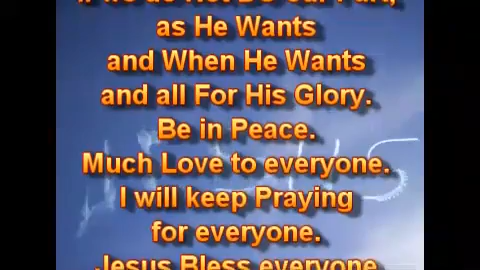 if we do Not Do our Part,
as He Wants
and When He Wants
and all For His Glory.
Be in Peace.
Much Love to everyone.
I will keep Praying
for everyone.
Jesus Bless everyone